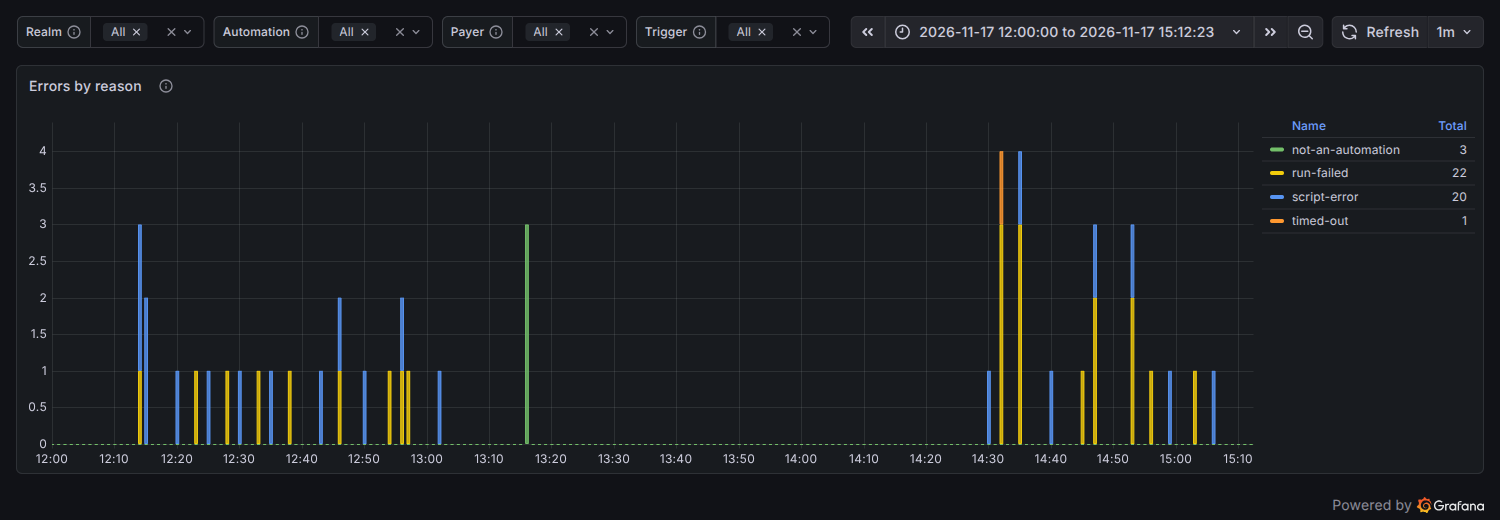 Realm All Automation All Payer All Trigger All 2026-11-17 12:00:00 to 2026-11-17 15:12:23 Refresh 1m
Errors by reason
Name Total
not-an-automation 3
run-failed 22
script-error 20
timed-out 1
4
3.5
3
2.5
2
1.5
1
0.5
0
12:00 12:10 12:20 12:30 12:40 12:50 13:00 13:10 13:20 13:30 13:40 13:50 14:00 14:10 14:20 14:30 14:40 14:50 15:00 15:10
Powered by Grafana